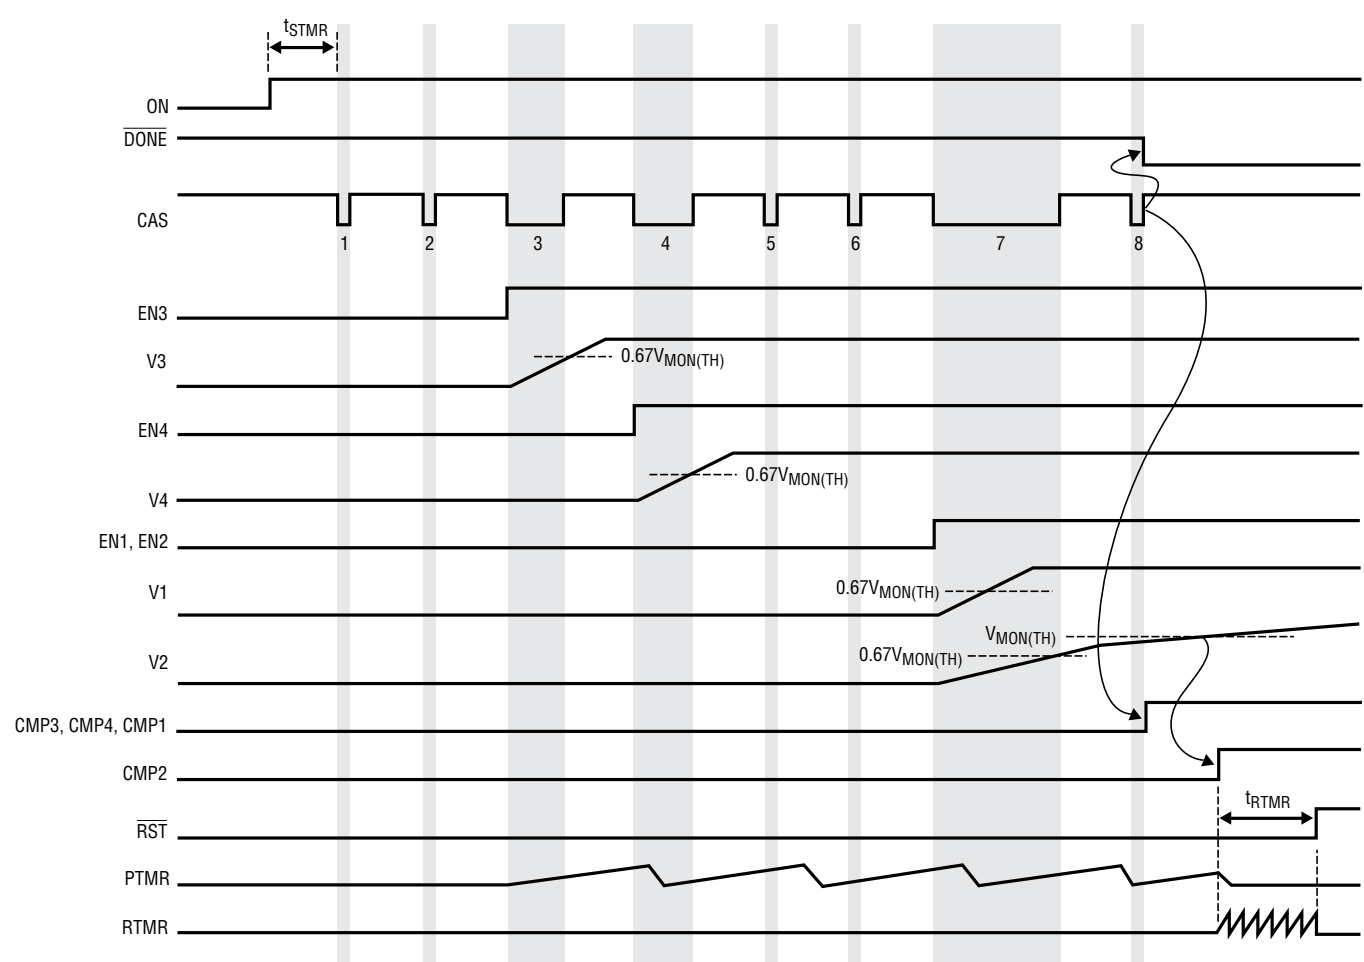 tSTMR
ON
DONE
CAS
1 2 3 4 5 6 7 8
EN3
V3
0.67VMON(TH)
EN4
V4
0.67VMON(TH)
EN1, EN2
V1
0.67VMON(TH)
VMON(TH)
V2
0.67VMON(TH)
CMP3, CMP4, CMP1
CMP2
tRTMR
RST
PTMR
RTMR